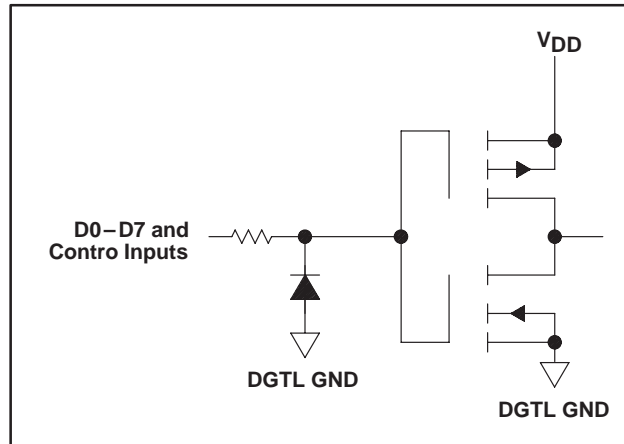 VDD
D0–D7 and
Contro Inputs
DGTL GND
DGTL GND